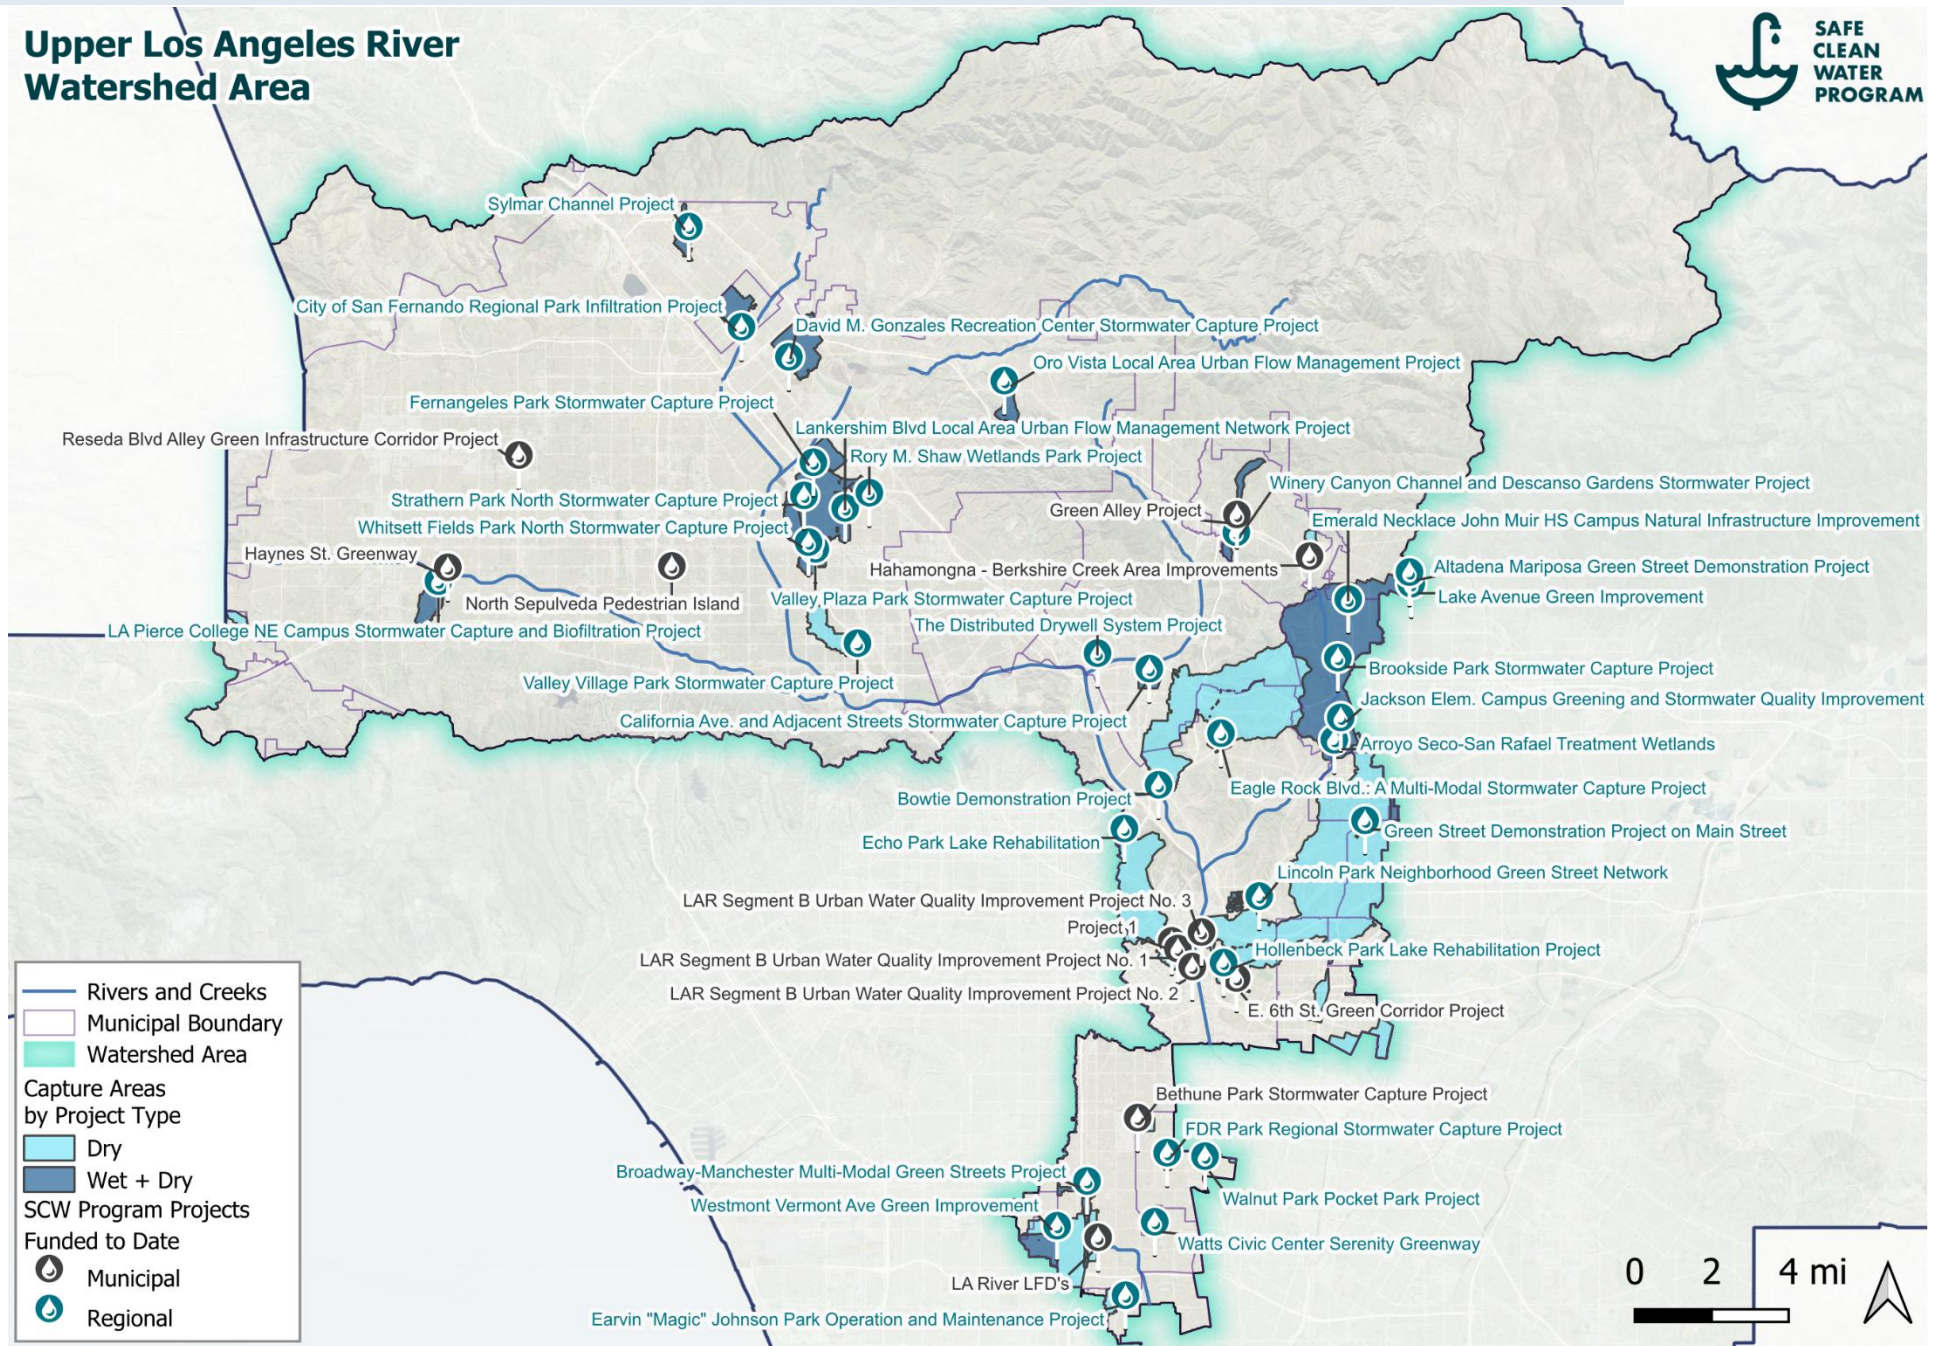 Upper Los Angeles River
Watershed Area
SAFE
CLEAN
WATER
PROGRAM
Sylmar Channel Project
City of San Fernando Regional Park Infiltration Project
David M. Gonzales Recreation Center Stormwater Capture Project
Oro Vista Local Area Urban Flow Management Project
Fernangeles Park Stormwater Capture Project
Lankershim Blvd Local Area Urban Flow Management Network Project
Reseda Blvd Alley Green Infrastructure Corridor Project
Rory M. Shaw Wetlands Park Project
Winery Canyon Channel and Descanso Gardens Stormwater Project
Strathern Park North Stormwater Capture Project
Green Alley Project
Emerald Necklace John Muir HS Campus Natural Infrastructure Improvement
Whitsett Fields Park North Stormwater Capture Project
Haynes St. Greenway
Hahamongna - Berkshire Creek Area Improvements
Altadena Mariposa Green Street Demonstration Project
Lake Avenue Green Improvement
North Sepulveda Pedestrian Island
Valley Plaza Park Stormwater Capture Project
The Distributed Drywell System Project
LA Pierce College NE Campus Stormwater Capture and Biofiltration Project
Brookside Park Stormwater Capture Project
Valley Village Park Stormwater Capture Project
Jackson Elem. Campus Greening and Stormwater Quality Improvement
California Ave. and Adjacent Streets Stormwater Capture Project
Arroyo Seco-San Rafael Treatment Wetlands
Eagle Rock Blvd.: A Multi-Modal Stormwater Capture Project
Bowtie Demonstration Project
Green Street Demonstration Project on Main Street
Echo Park Lake Rehabilitation
Lincoln Park Neighborhood Green Street Network
LAR Segment B Urban Water Quality Improvement Project No. 3
Project 1
Hollenbeck Park Lake Rehabilitation Project
LAR Segment B Urban Water Quality Improvement Project No. 1
LAR Segment B Urban Water Quality Improvement Project No. 2
E. 6th St. Green Corridor Project
Bethune Park Stormwater Capture Project
FDR Park Regional Stormwater Capture Project
Broadway-Manchester Multi-Modal Green Streets Project
Walnut Park Pocket Park Project
Westmont Vermont Ave Green Improvement
Watts Civic Center Serenity Greenway
LA River LFD's
Earvin "Magic" Johnson Park Operation and Maintenance Project
Rivers and Creeks
Municipal Boundary
Watershed Area
Capture Areas
by Project Type
Dry
Wet + Dry
SCW Program Projects
Funded to Date
Municipal
Regional
0 2 4 mi